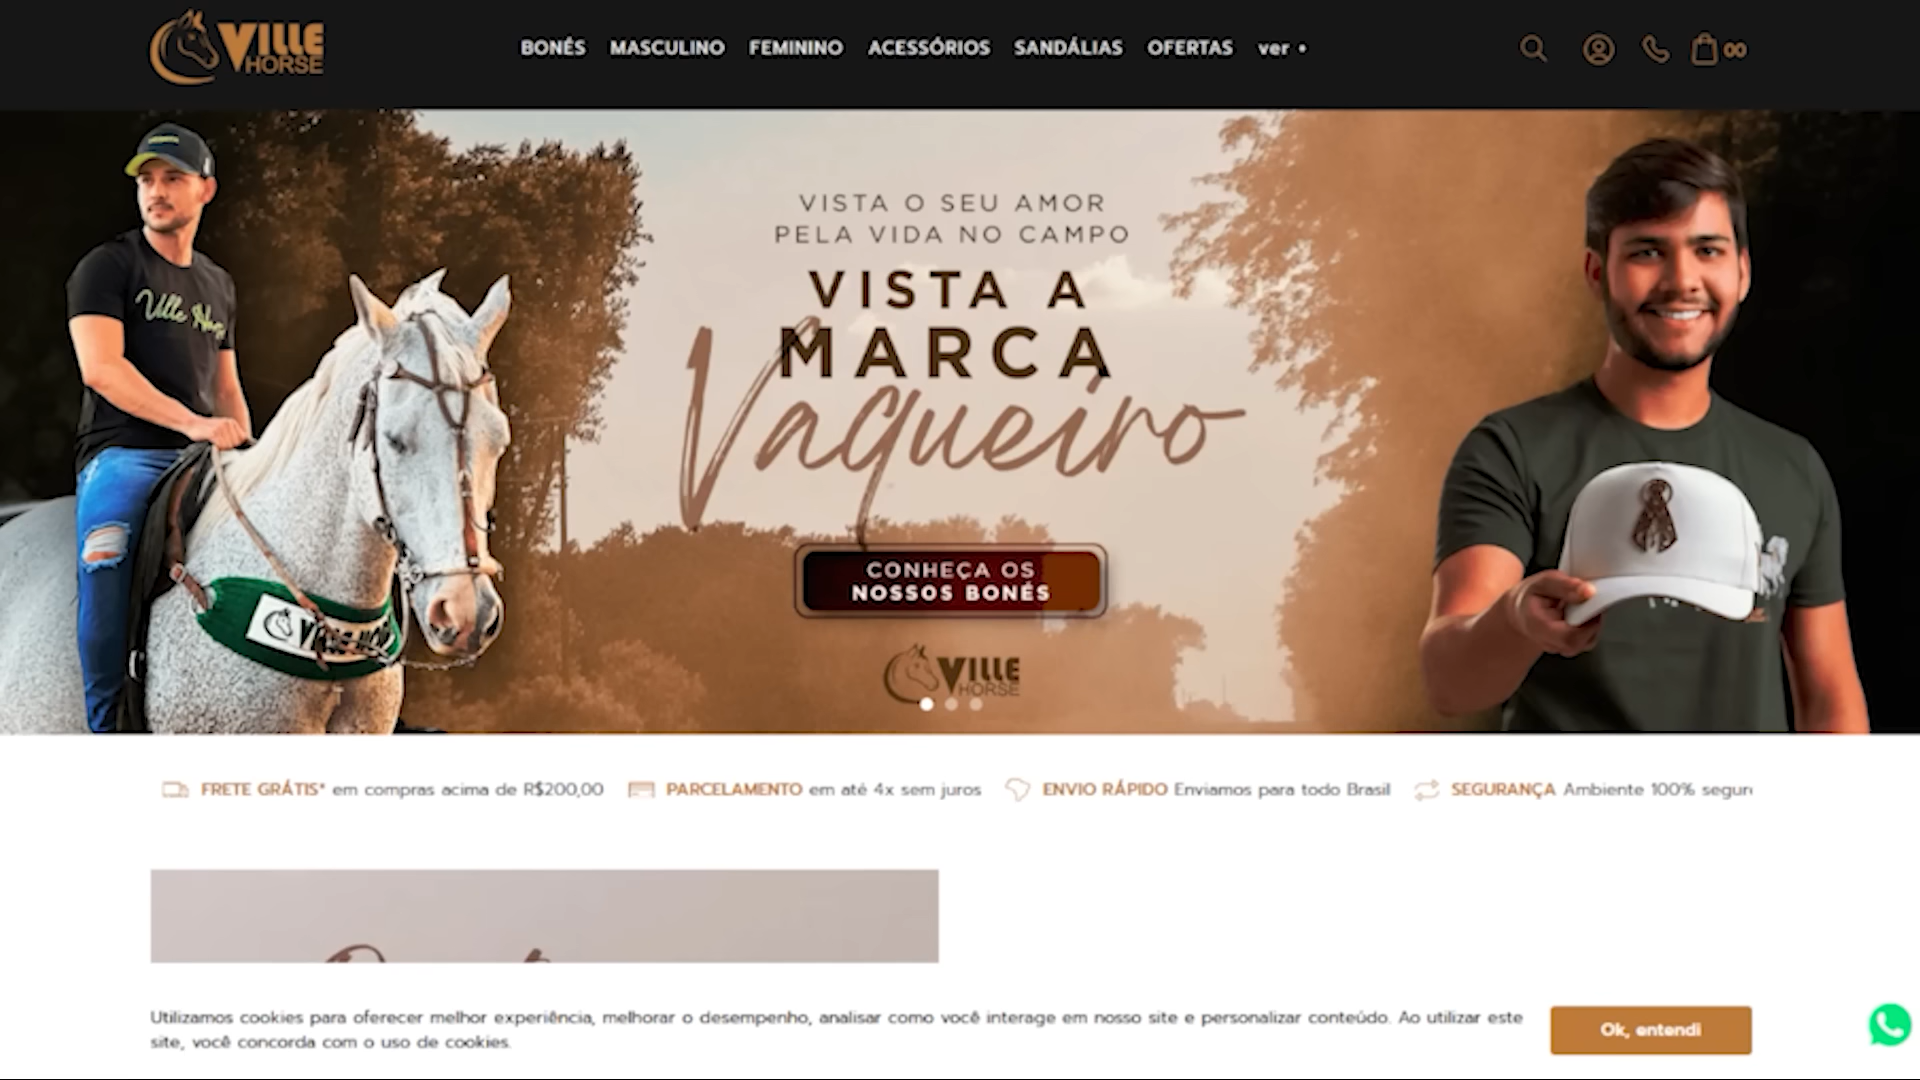 VILLE
HORSE
BONÉS MASCULINO FEMININO ACESSÓRIOS SANDÁLIAS OFERTAS ver •
00
VISTA O SEU AMOR
PELA VIDA NO CAMPO
VISTA A
MARCA
Vaqueiro
CONHEÇA OS
NOSSOS BONÉS
VILLE
HORSE
Ville Horse
FRETE GRÁTIS* em compras acima de R$200,00
PARCELAMENTO em até 4x sem juros
ENVIO RÁPIDO Enviamos para todo Brasil
SEGURANÇA Ambiente 100% segur
Utilizamos cookies para oferecer melhor experiência, melhorar o desempenho, analisar como você interage em nosso site e personalizar conteúdo. Ao utilizar este
site, você concorda com o uso de cookies.
Ok, entendi